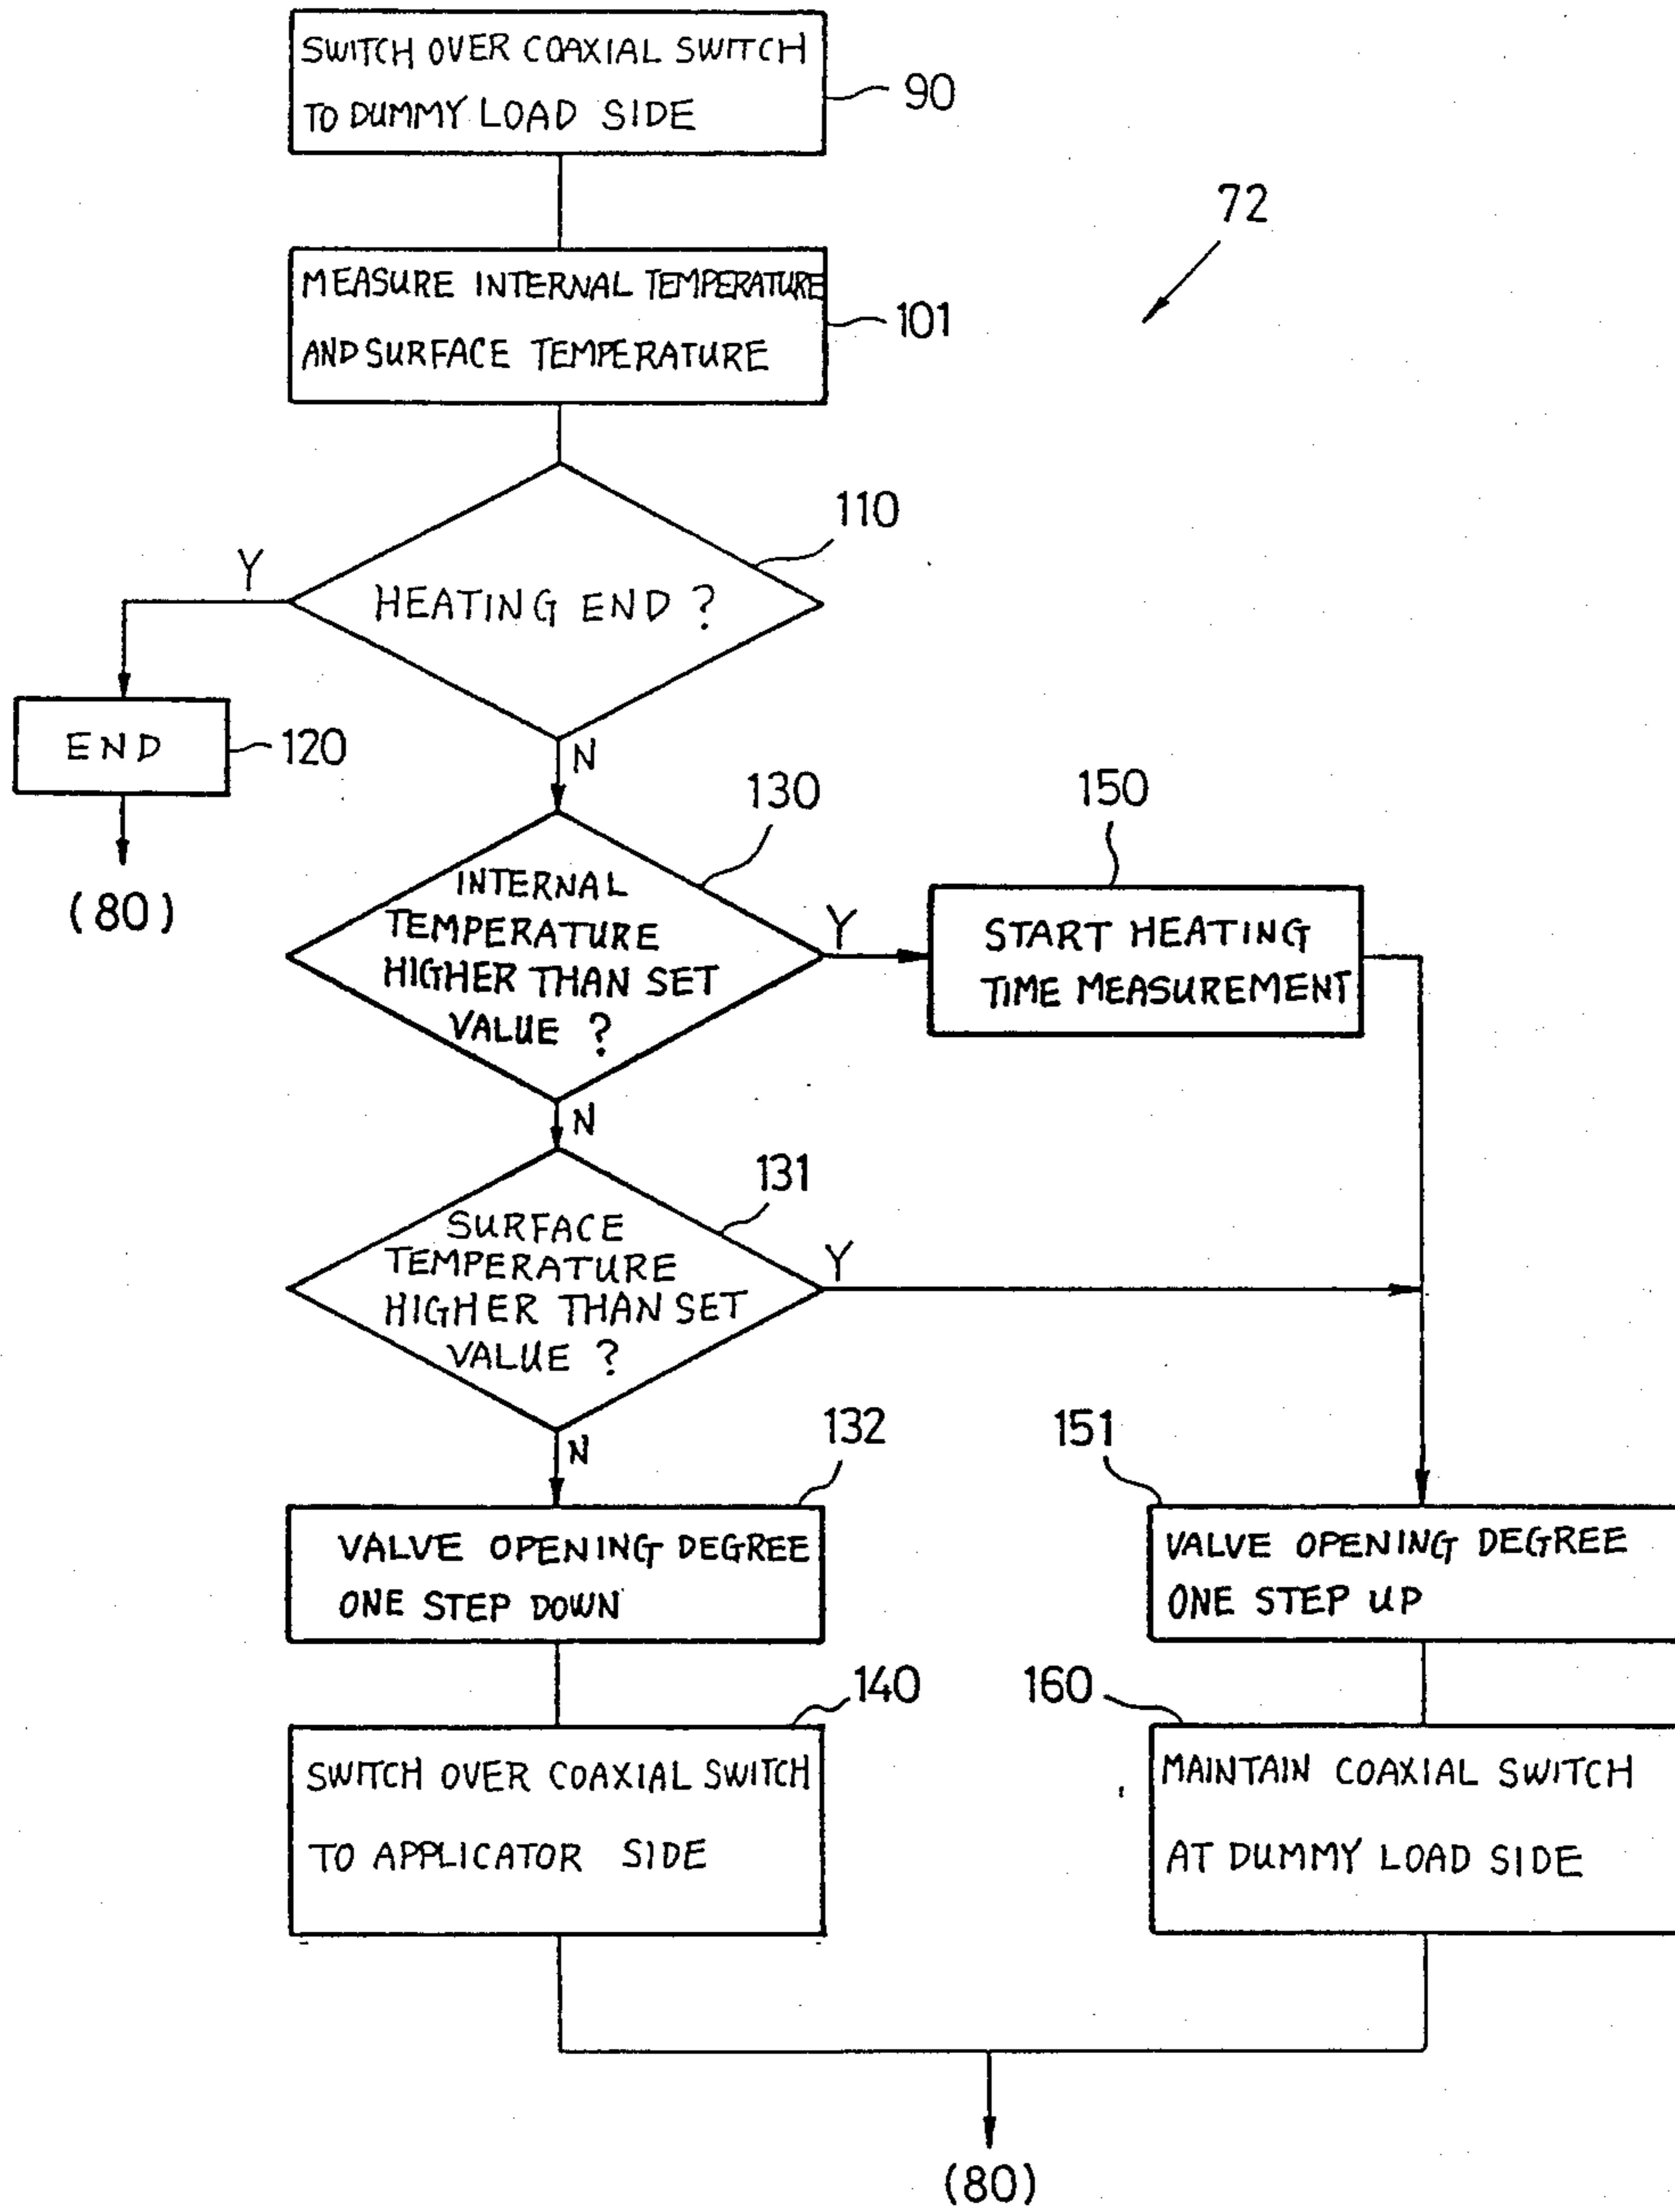 SWITCH OVER COAXIAL SWITCH
TO DUMMY LOAD SIDE
90
72
MEASURE INTERNAL TEMPERATURE
AND SURFACE TEMPERATURE
101
110
Y
HEATING END ?
END
120
N
(80)
130
150
INTERNAL
TEMPERATURE
HIGHER THAN SET
VALUE ?
Y
START HEATING
TIME MEASUREMENT
N
131
SURFACE
TEMPERATURE
HIGHER THAN SET
VALUE ?
Y
N
132
151
VALVE OPENING DEGREE
ONE STEP DOWN
VALVE OPENING DEGREE
ONE STEP UP
140
160
SWITCH OVER COAXIAL SWITCH
TO APPLICATOR SIDE
MAINTAIN COAXIAL SWITCH
AT DUMMY LOAD SIDE
(80)